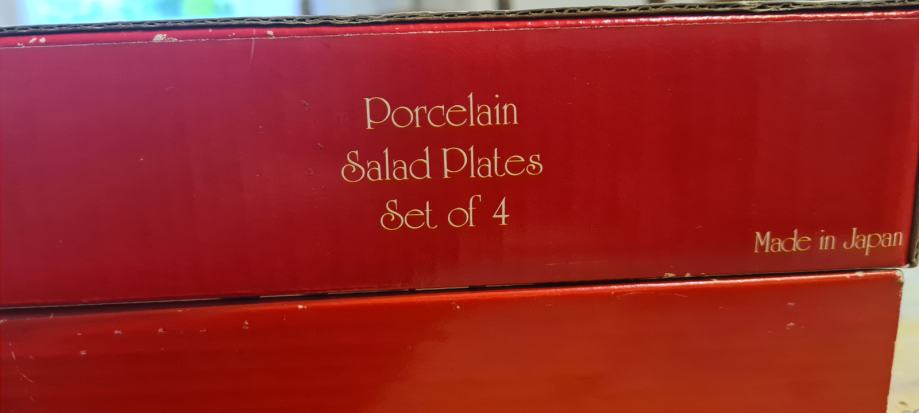 Porcelain
Salad Plates
Set of 4
Made in Japan